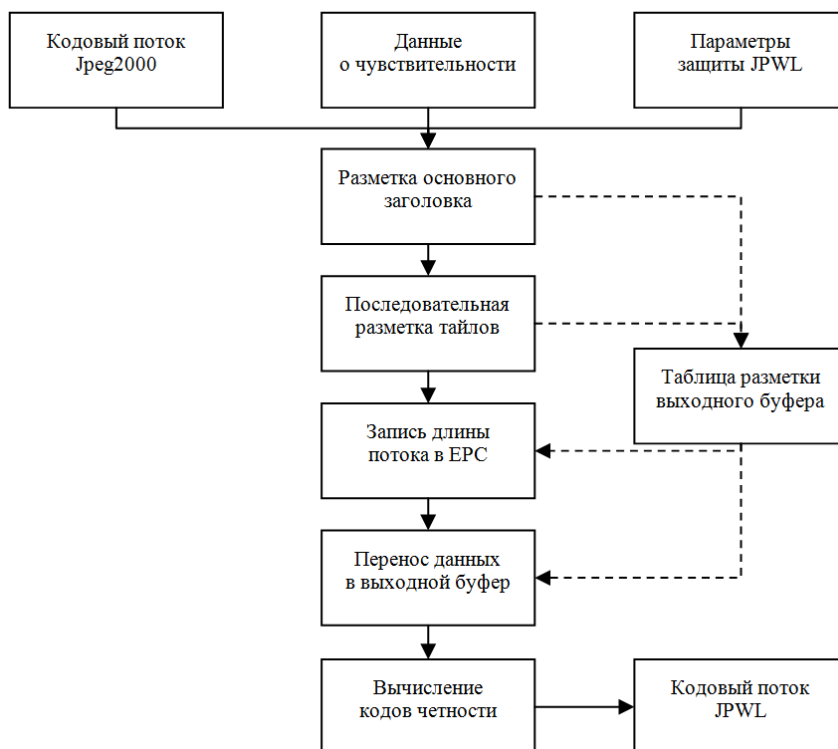 Кодовый поток
Jpeg2000
Данные
о чувствительности
Параметры
защиты JPWL
Разметка основного
заголовка
Последовательная
разметка тайлов
Таблица разметки
выходного буфера
Запись длины
потока в EPC
Перенос данных
в выходной буфер
Вычисление
кодов четности
Кодовый поток
JPWL